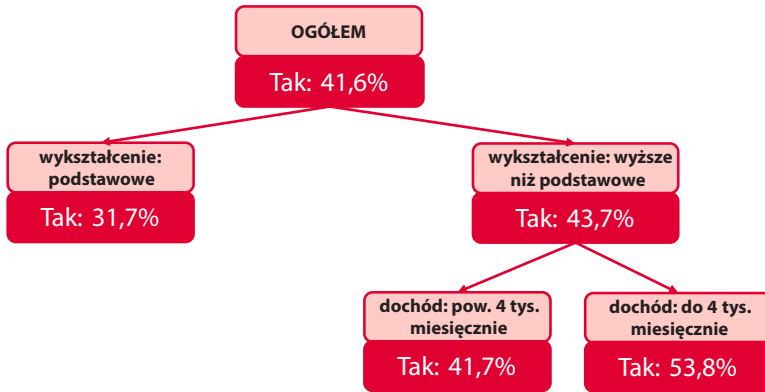 OGÓŁEM
Tak: 41,6%
wykształcenie:
podstawowe
Tak: 31,7%
wykształcenie: wyższe
niż podstawowe
Tak: 43,7%
dochód: pow. 4 tys.
miesięcznie
Tak: 41,7%
dochód: do 4 tys.
miesięcznie
Tak: 53,8%